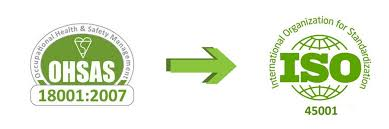 Occupational Health & Safety Management
OHSAS
18001:2007
International Organization for Standardization
ISO
45001